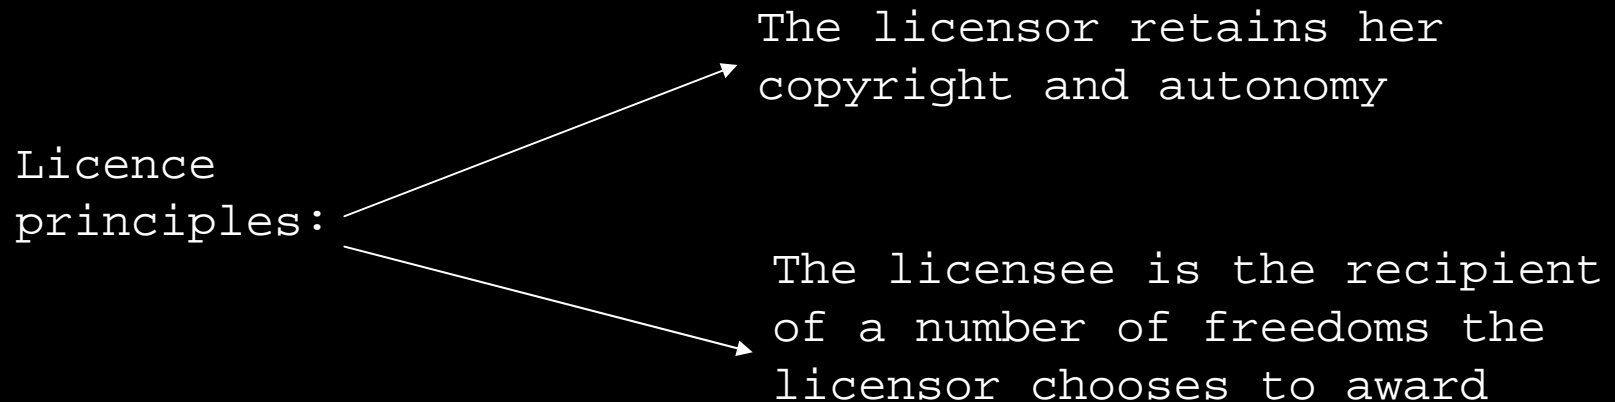 Licence
principles:
The licensor retains her
copyright and autonomy
The licensee is the recipient
of a number of freedoms the
licensor chooses to award